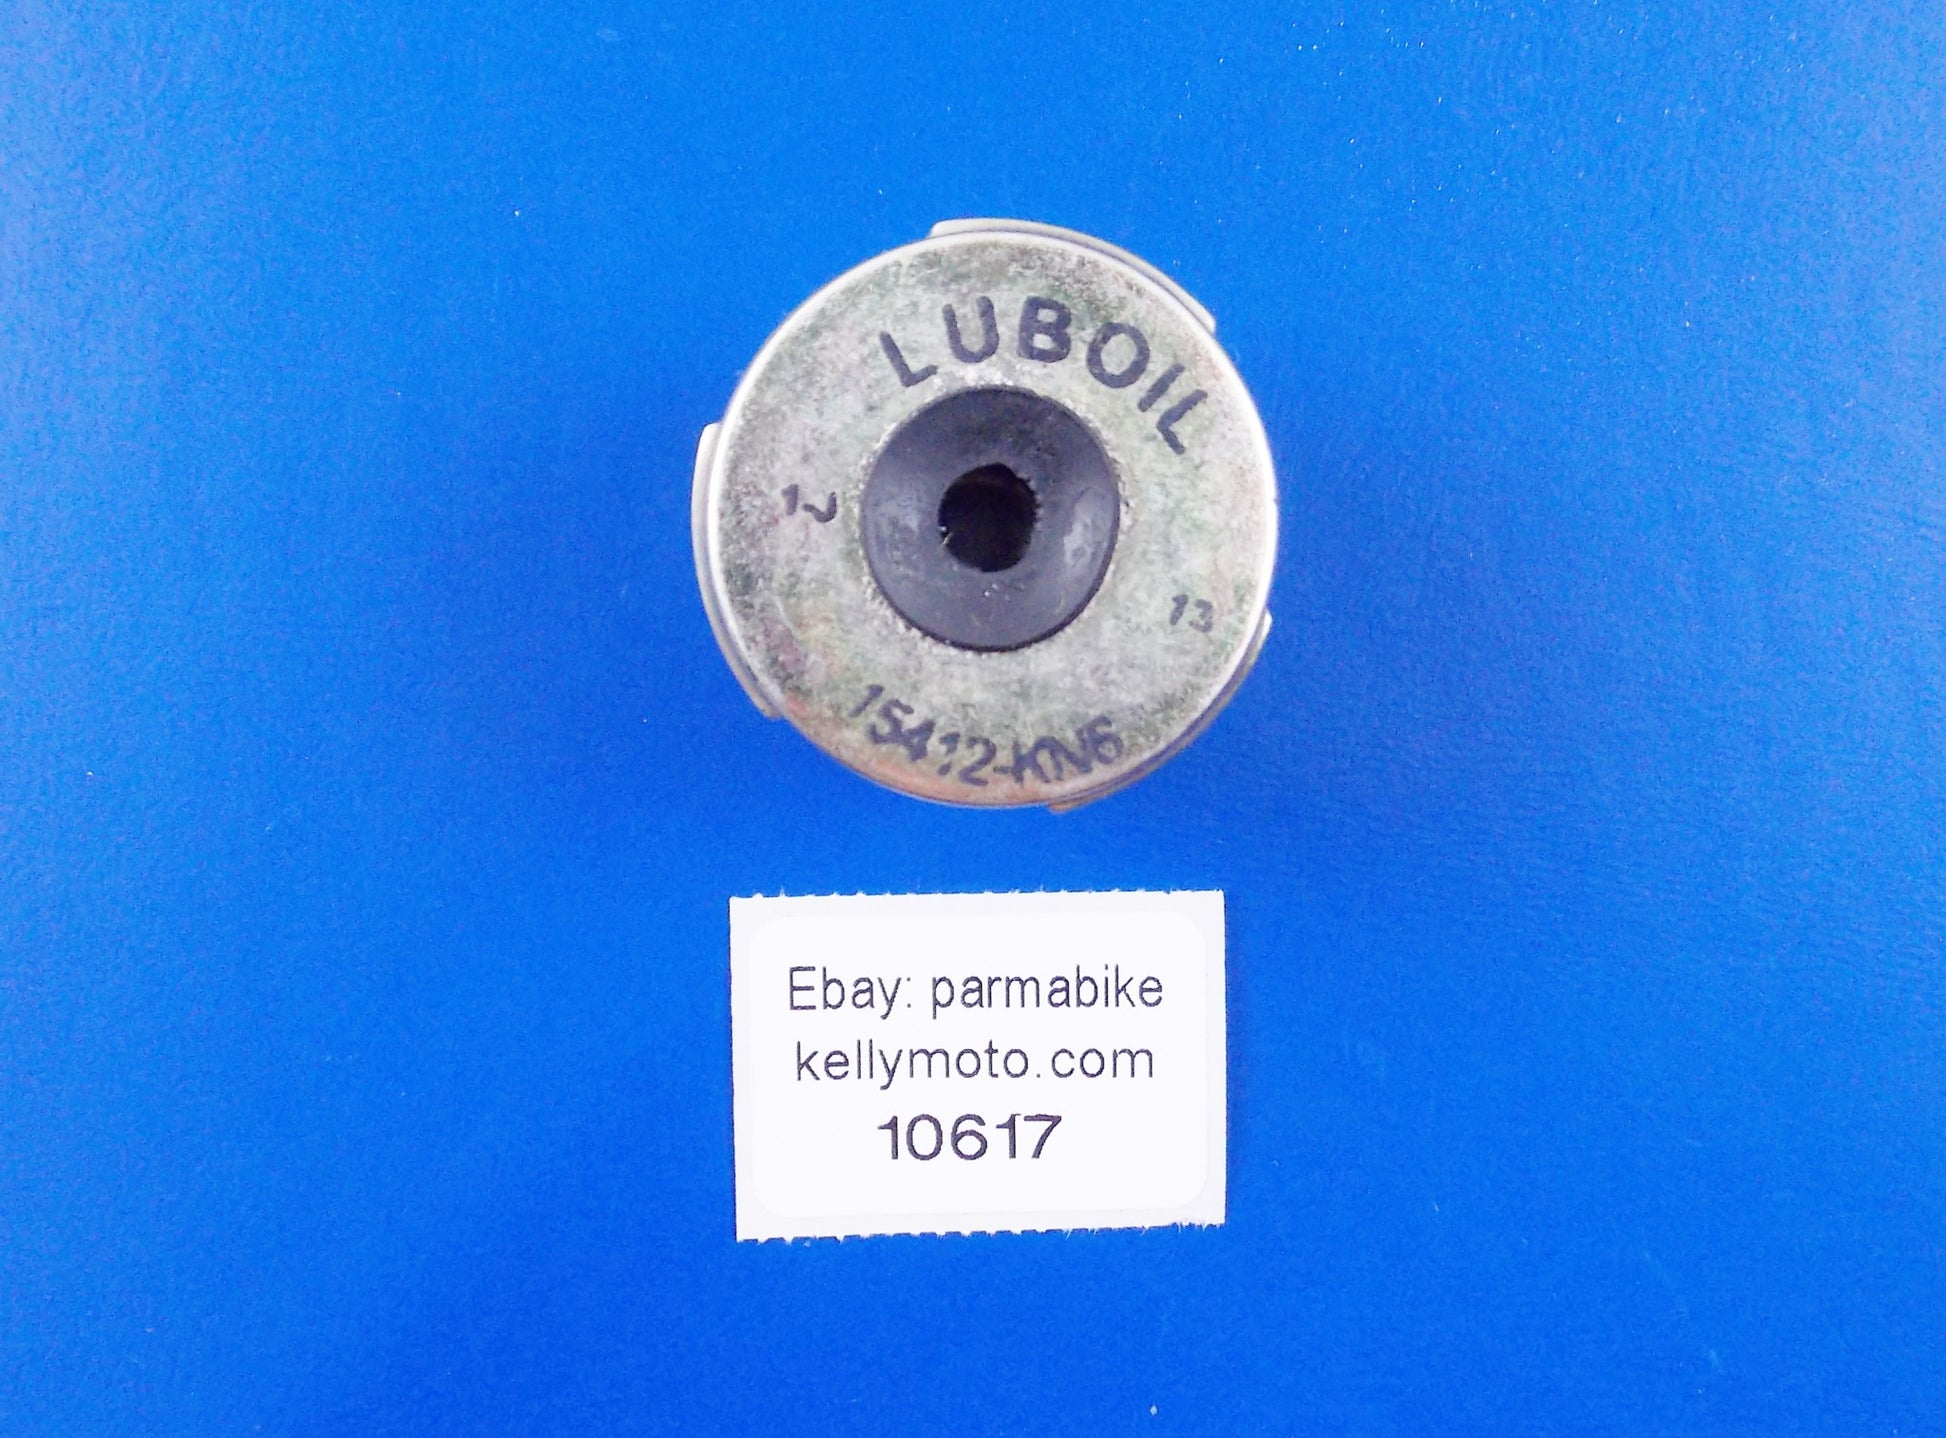 LUBOIL
13
15412-KN6
Ebay: parmabike
kellymoto.com
10617